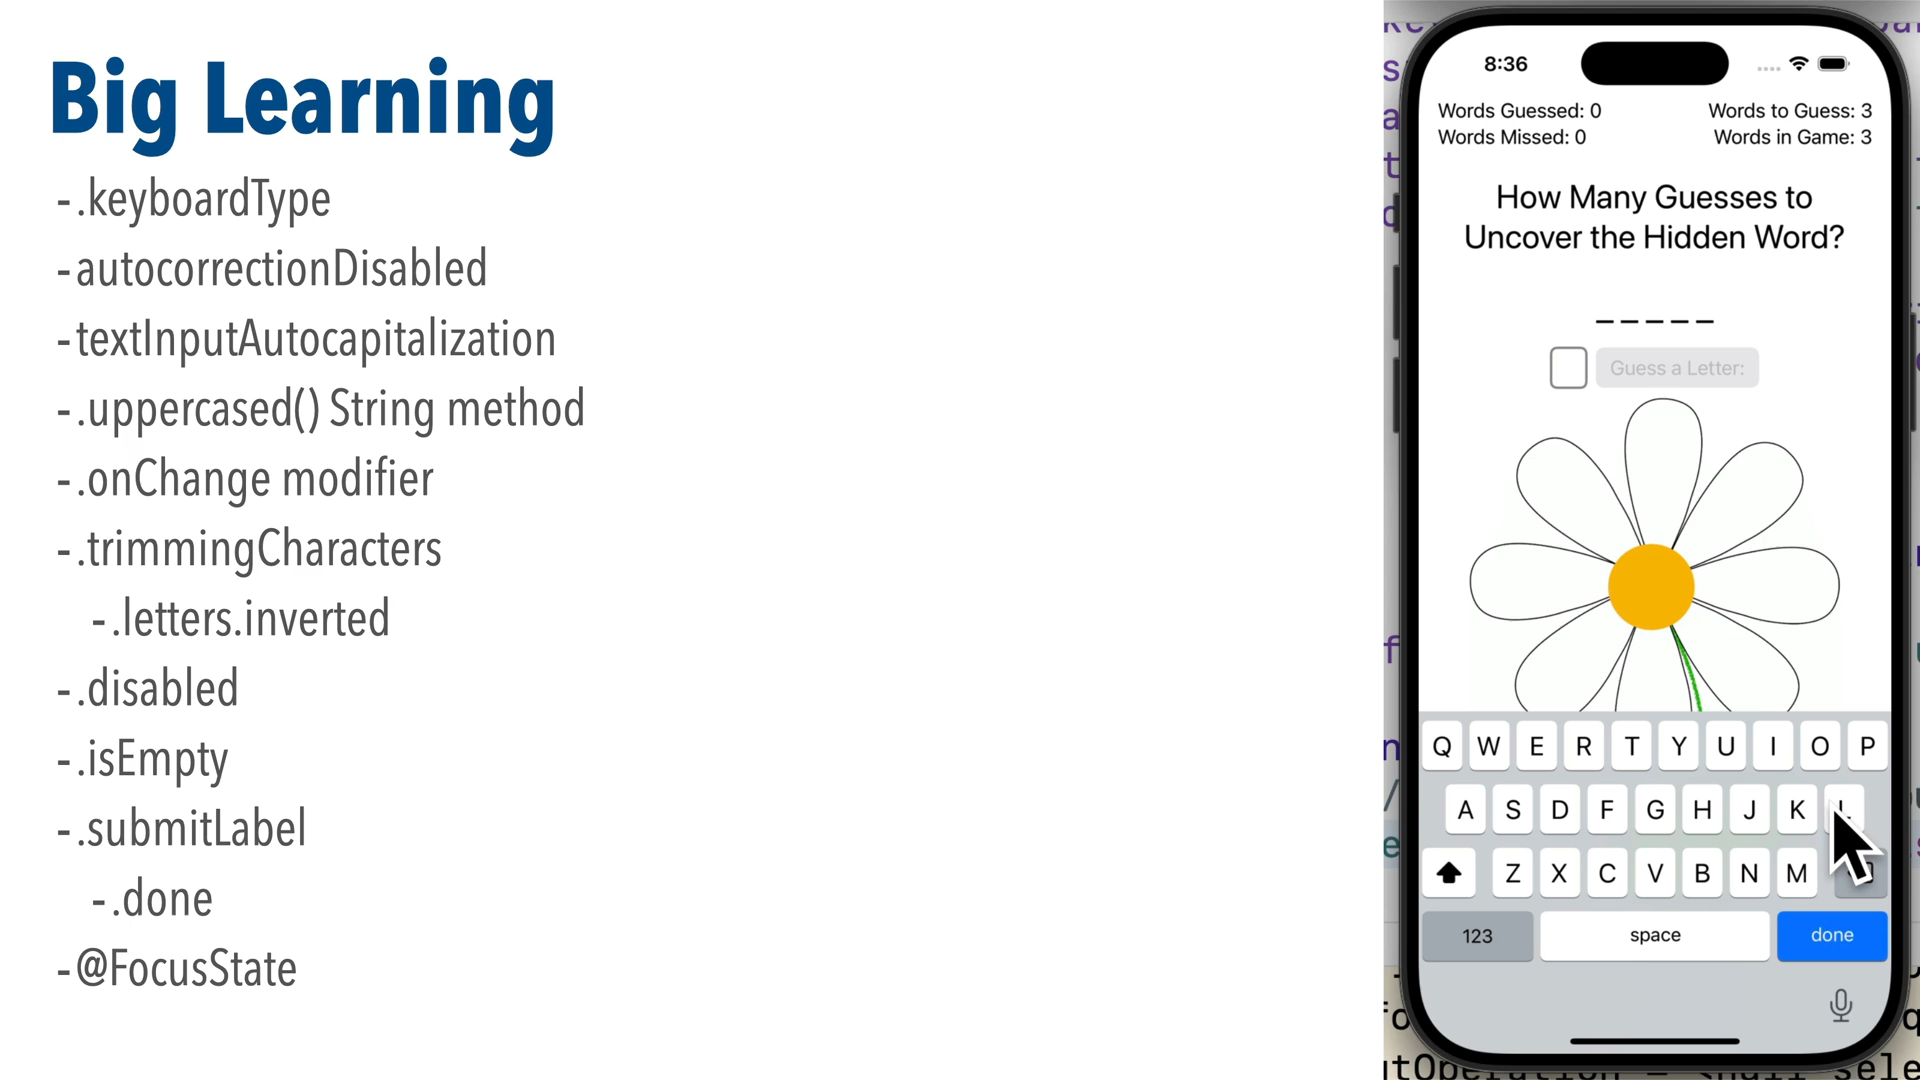 Big Learning
- .keyboardType
- autocorrectionDisabled
- textInputAutocapitalization
- .uppercased() String method
- .onChange modifier
- .trimmingCharacters
- .letters.inverted
- .disabled
- .isEmpty
- .submitLabel
- .done
- @FocusState
8:36
Words Guessed: 0 Words to Guess: 3
Words Missed: 0 Words in Game: 3
How Many Guesses to
Uncover the Hidden Word?
_ _ _ _ _
Guess a Letter:
Q W E R T Y U I O P
A S D F G H J K L
Z X C V B N M
123 space done